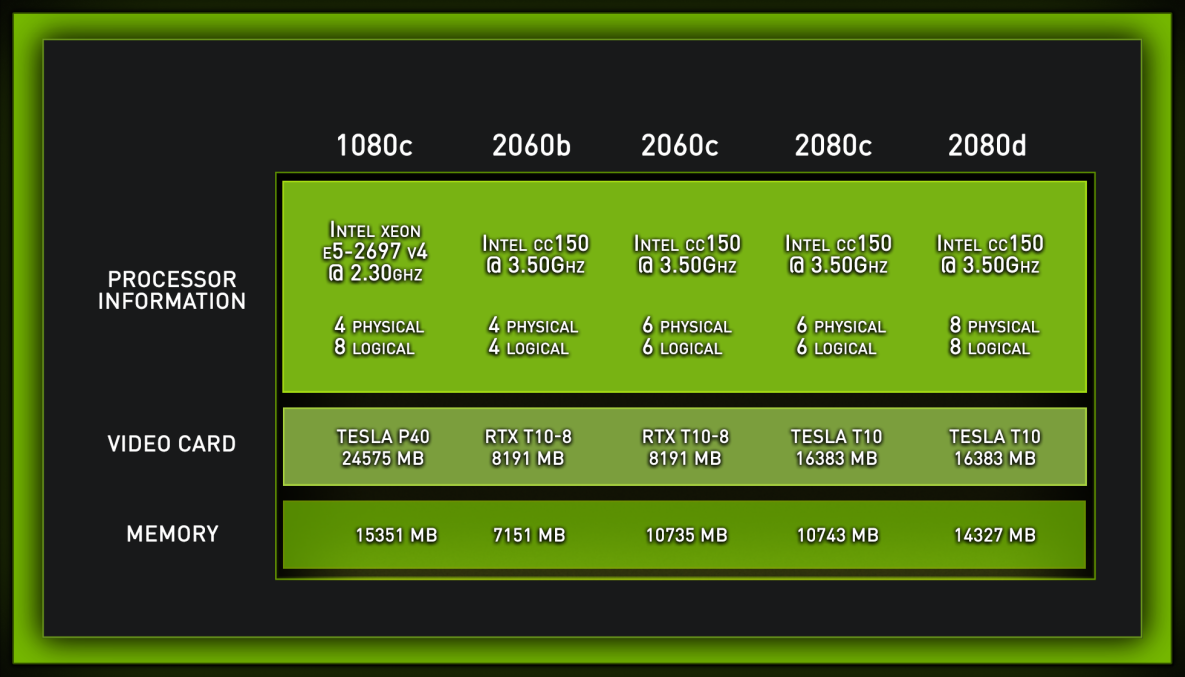 1080c 2060b 2060c 2080c 2080d
PROCESSOR
INFORMATION
INTEL XEON
E5-2697 V4
@ 2.30GHZ
4 PHYSICAL
8 LOGICAL
INTEL CC150
@ 3.50GHZ
4 PHYSICAL
4 LOGICAL
INTEL CC150
@ 3.50GHZ
6 PHYSICAL
6 LOGICAL
INTEL CC150
@ 3.50GHZ
6 PHYSICAL
6 LOGICAL
INTEL CC150
@ 3.50GHZ
8 PHYSICAL
8 LOGICAL
VIDEO CARD
TESLA P40
24575 MB
RTX T10-8
8191 MB
RTX T10-8
8191 MB
TESLA T10
16383 MB
TESLA T10
16383 MB
MEMORY
15351 MB 7151 MB 10735 MB 10743 MB 14327 MB